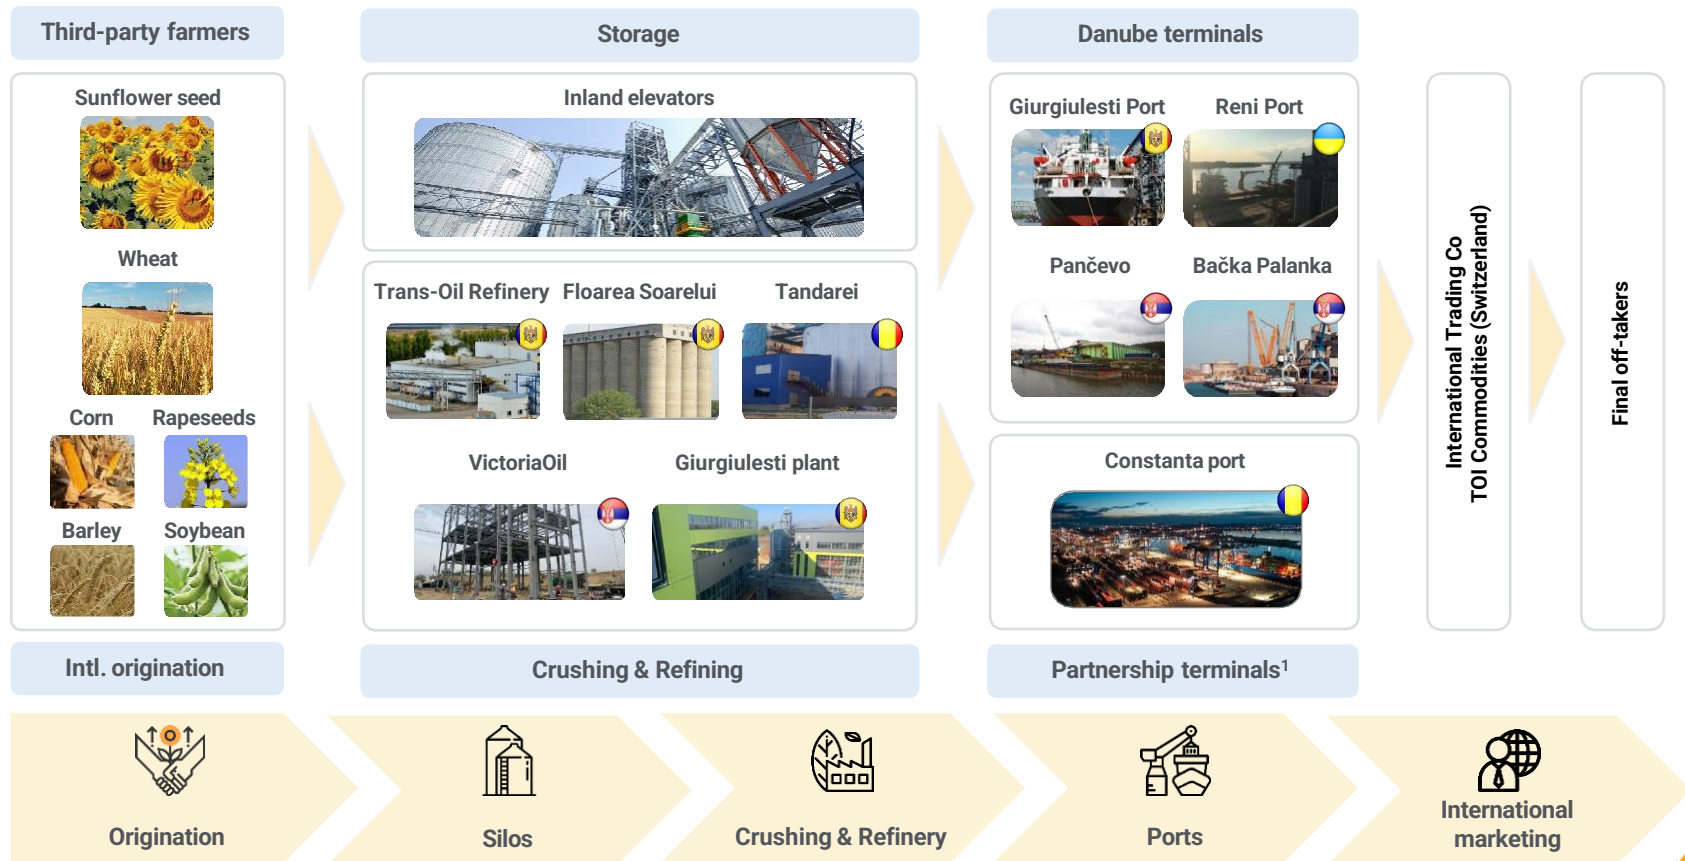 Third-party farmers
Sunflower seed
Wheat
Corn
Rapeseeds
Barley
Soybean
Intl. origination
Storage
Inland elevators
Trans-Oil Refinery
Floarea Soarelui
Tandarei
VictoriaOil
Giurgiulesti plant
Crushing & Refining
Danube terminals
Giurgiulesti Port
Reni Port
Pančevo
Bačka Palanka
Constanta port
Partnership terminals¹
International Trading Co
TOI Commodities (Switzerland)
Final off-takers
Origination
Silos
Crushing & Refinery
Ports
International
marketing